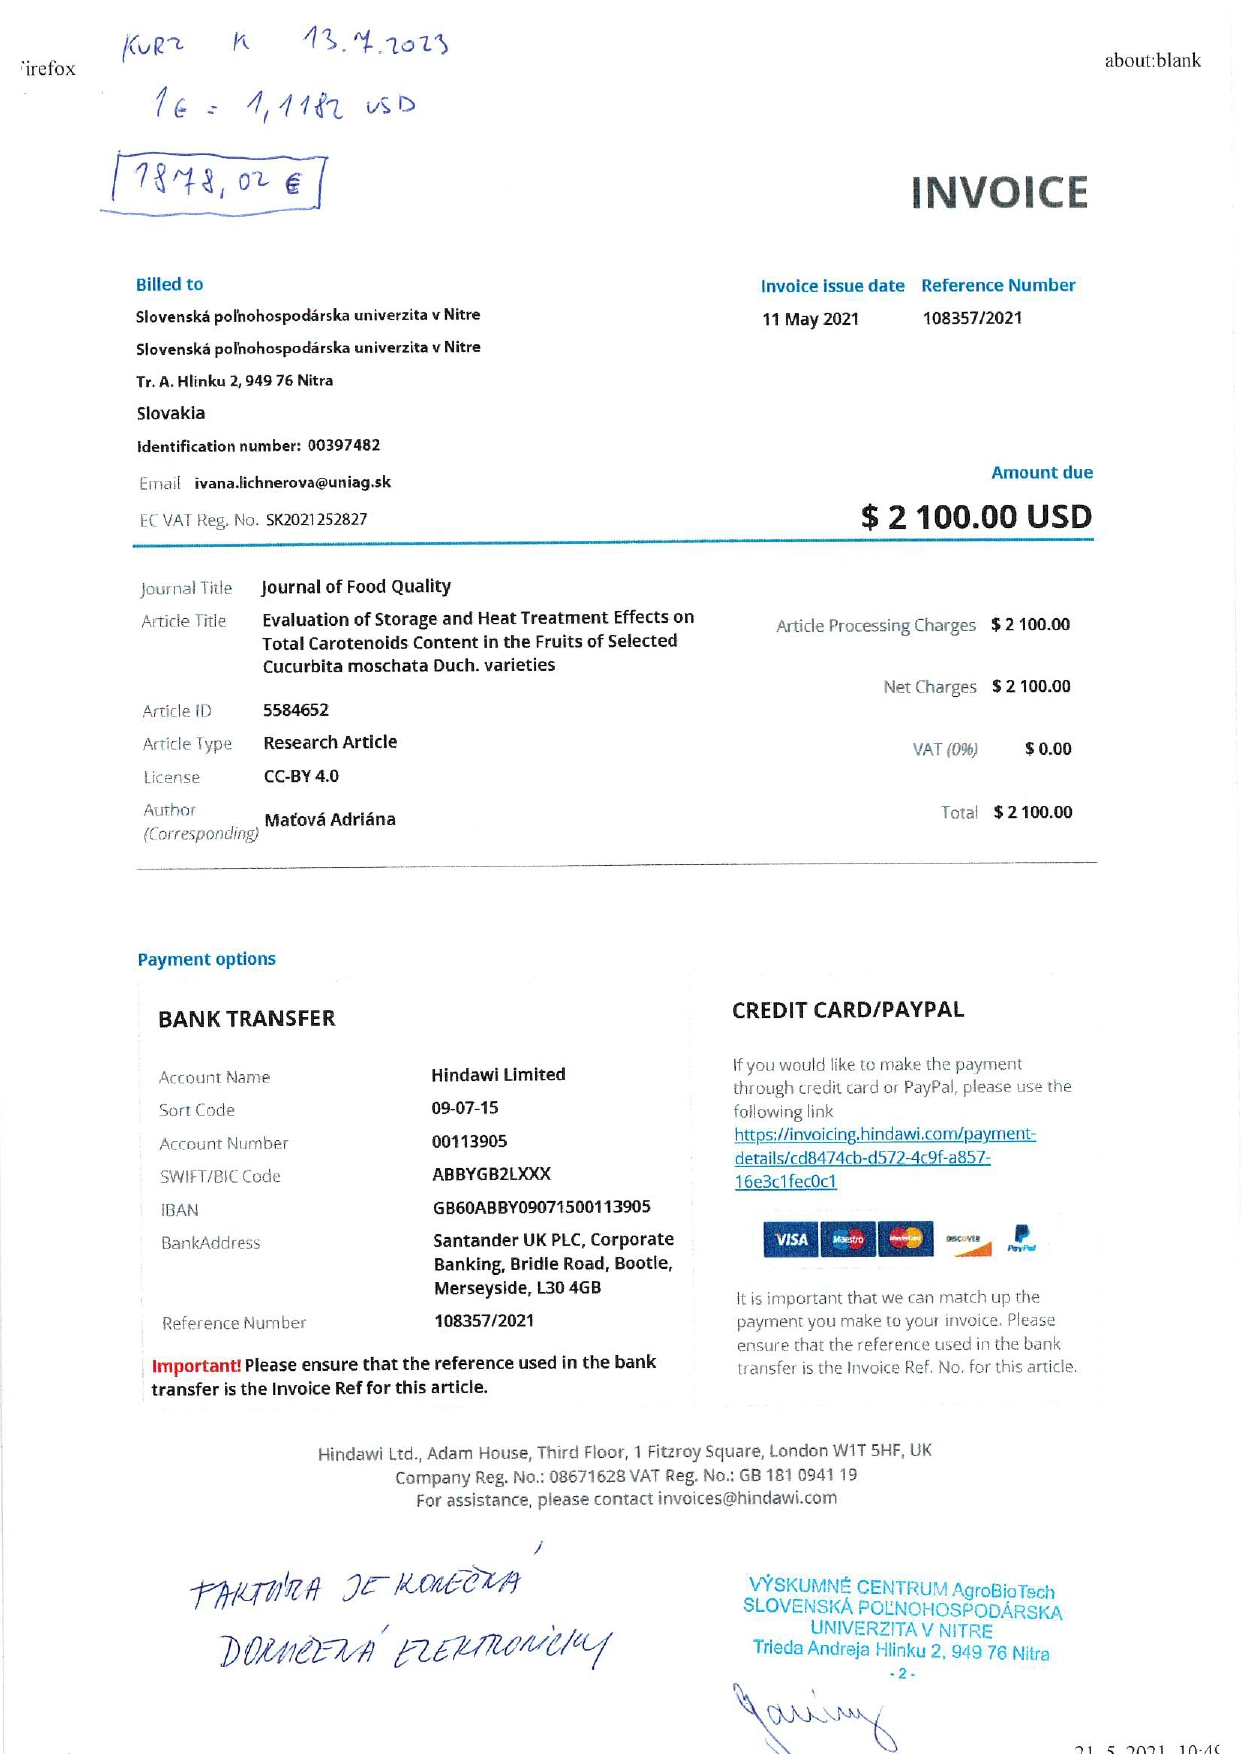 KURZ K 13.7.2023
'irefox
about:blank
1€ = 1,1182 USD
1878,02 €
INVOICE
Billed to
Invoice issue date Reference Number
Slovenská poľnohospodárska univerzita v Nitre
11 May 2021 108357/2021
Slovenská poľnohospodárska univerzita v Nitre
Tr. A. Hlinku 2, 949 76 Nitra
Slovakia
Identification number: 00397482
Amount due
Email ivana.lichnerova@uniag.sk
$ 2 100.00 USD
EC VAT Reg. No. SK2021252827
Journal Title Journal of Food Quality
Article Title Evaluation of Storage and Heat Treatment Effects on
Total Carotenoids Content in the Fruits of Selected
Cucurbita moschata Duch. varieties
Article Processing Charges $ 2 100.00
Net Charges $ 2 100.00
Article ID 5584652
Article Type Research Article
VAT (0%) $ 0.00
License CC-BY 4.0
Author
(Corresponding) Maťová Adriána
Total $ 2 100.00
Payment options
BANK TRANSFER
Account Name Hindawi Limited
Sort Code 09-07-15
Account Number 00113905
SWIFT/BIC Code ABBYGB2LXXX
IBAN GB60ABBY09071500113905
BankAddress Santander UK PLC, Corporate
Banking, Bridle Road, Bootle,
Merseyside, L30 4GB
Reference Number 108357/2021
Important! Please ensure that the reference used in the bank
transfer is the Invoice Ref for this article.
CREDIT CARD/PAYPAL
If you would like to make the payment
through credit card or PayPal, please use the
following link
https://invoicing.hindawi.com/payment-
details/cd8474cb-d572-4c9f-a857-
16e3c1fec0c1
VISA Maestro MasterCard DISCOVER PayPal
It is important that we can match up the
payment you make to your invoice. Please
ensure that the reference used in the bank
transfer is the Invoice Ref. No. for this article.
Hindawi Ltd., Adam House, Third Floor, 1 Fitzroy Square, London W1T 5HF, UK
Company Reg. No.: 08671628 VAT Reg. No.: GB 181 0941 19
For assistance, please contact invoices@hindawi.com
FAKTÚRA JE KONEČNÁ
DORUČENÁ ELEKTRONICKY
VÝSKUMNÉ CENTRUM AgroBioTech
SLOVENSKÁ POĽNOHOSPODÁRSKA
UNIVERZITA V NITRE
Trieda Andreja Hlinku 2, 949 76 Nitra
- 2 -
21. 5. 2021, 10:49